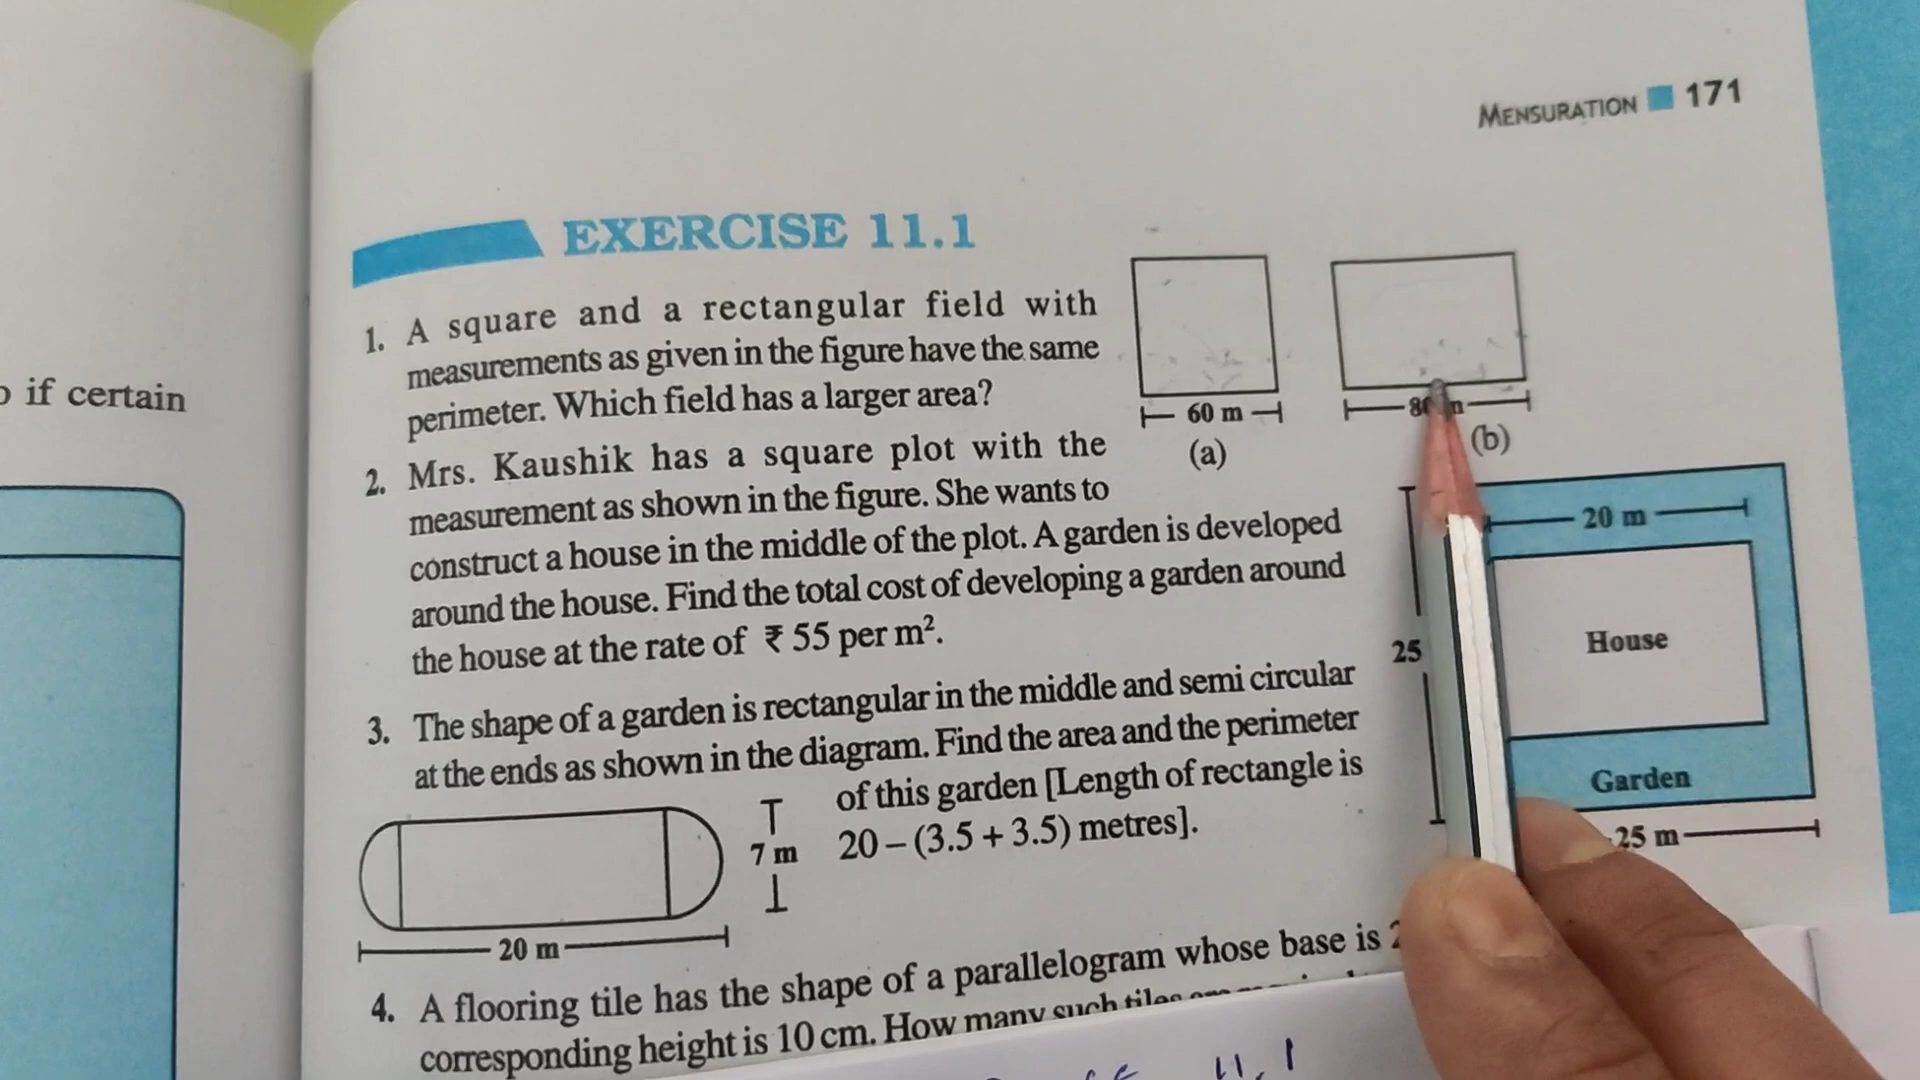 MENSURATION 171
if certain
EXERCISE 11.1
1. A square and a rectangular field with
measurements as given in the figure have the same
perimeter. Which field has a larger area?
60 m
(a)
(b)
2. Mrs. Kaushik has a square plot with the
measurement as shown in the figure. She wants to
construct a house in the middle of the plot. A garden is developed
around the house. Find the total cost of developing a garden around
the house at the rate of ₹ 55 per m².
20 m
House
25
Garden
25 m
3. The shape of a garden is rectangular in the middle and semi circular
at the ends as shown in the diagram. Find the area and the perimeter
of this garden [Length of rectangle is
20 – (3.5 + 3.5) metres].
7 m
20 m
4. A flooring tile has the shape of a parallelogram whose base is
corresponding height is 10 cm. How many such tiles
11.1